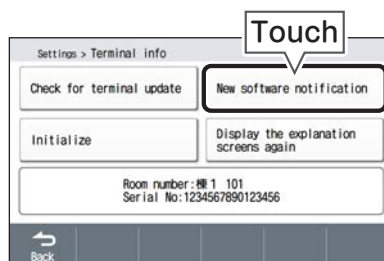 Touch
Settings > Terminal info
Check for terminal update
New software notification
Initialize
Display the explanation
screens again
Room number:棟1 101
Serial No:1234567890123456
Back